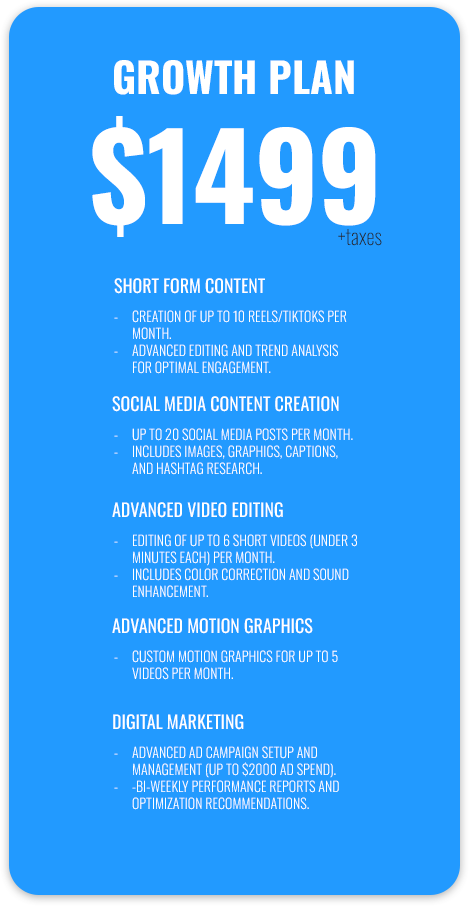 GROWTH PLAN
$1499
+taxes
SHORT FORM CONTENT
- CREATION OF UP TO 10 REELS/TIKTOKS PER
MONTH.
- ADVANCED EDITING AND TREND ANALYSIS
FOR OPTIMAL ENGAGEMENT.
SOCIAL MEDIA CONTENT CREATION
- UP TO 20 SOCIAL MEDIA POSTS PER MONTH.
- INCLUDES IMAGES, GRAPHICS, CAPTIONS,
AND HASHTAG RESEARCH.
ADVANCED VIDEO EDITING
- EDITING OF UP TO 6 SHORT VIDEOS (UNDER 3
MINUTES EACH) PER MONTH.
- INCLUDES COLOR CORRECTION AND SOUND
ENHANCEMENT.
ADVANCED MOTION GRAPHICS
- CUSTOM MOTION GRAPHICS FOR UP TO 5
VIDEOS PER MONTH.
DIGITAL MARKETING
- ADVANCED AD CAMPAIGN SETUP AND
MANAGEMENT (UP TO $2000 AD SPEND).
- -BI-WEEKLY PERFORMANCE REPORTS AND
OPTIMIZATION RECOMMENDATIONS.